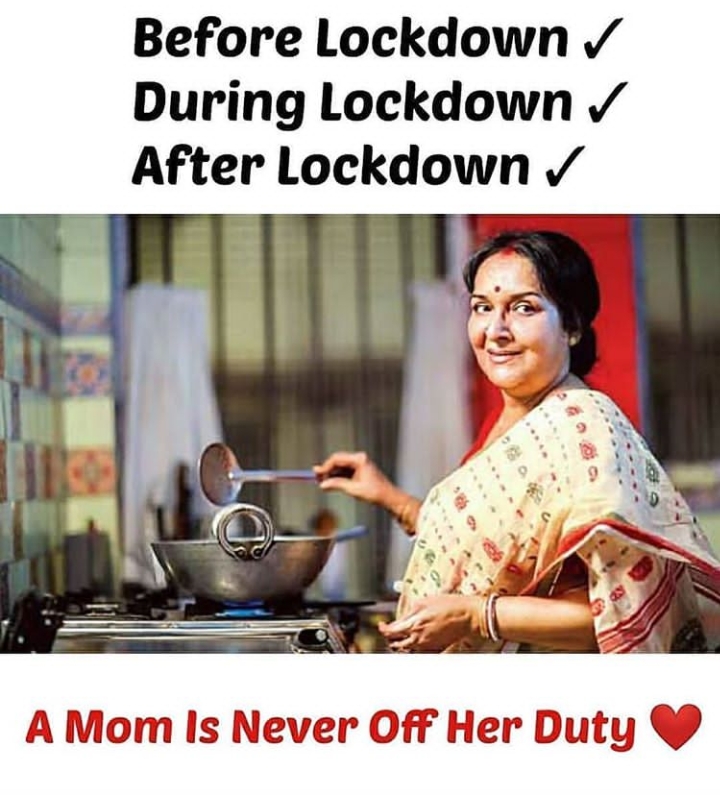 Before Lockdown ✓
During Lockdown ✓
After Lockdown ✓
A Mom Is Never Off Her Duty ❤️